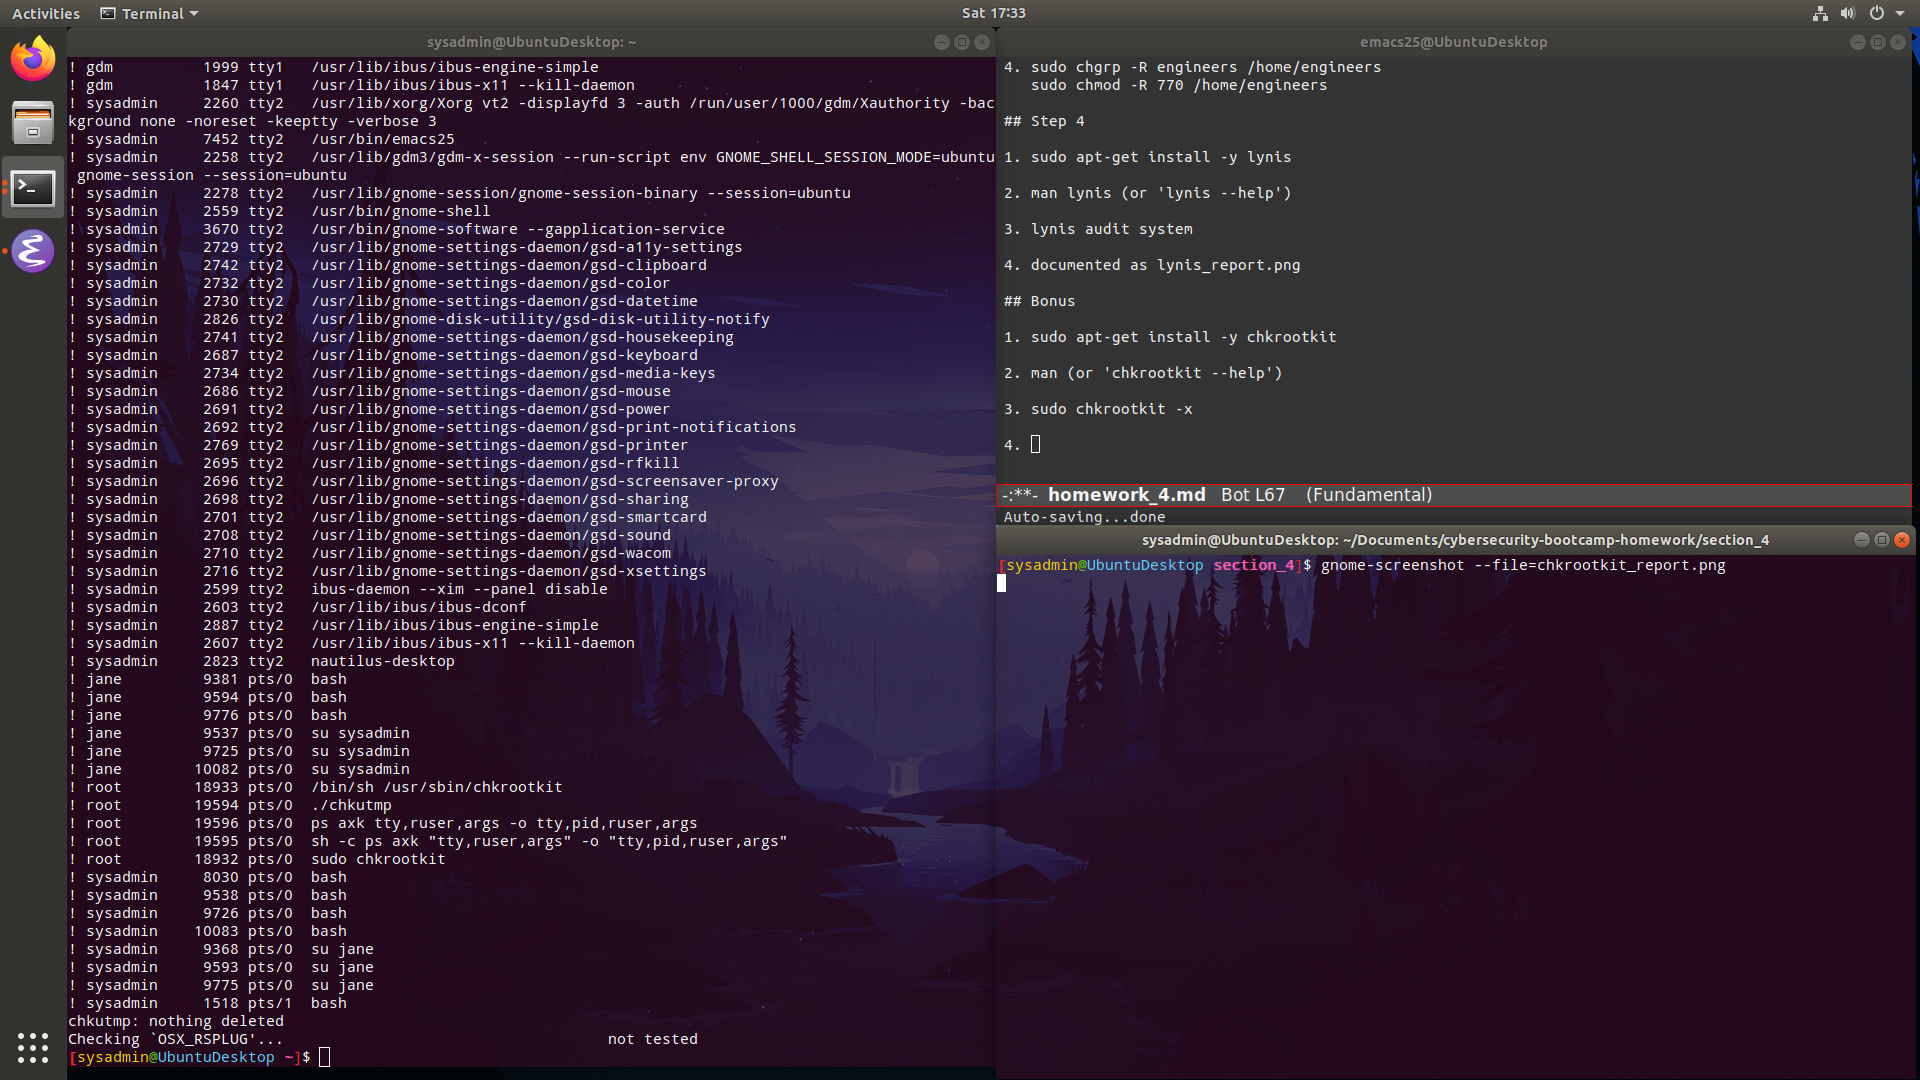 Activities
Terminal
Sat 17:33
sysadmin@UbuntuDesktop: ~
! gdm          1999 tty1   /usr/lib/ibus/ibus-engine-simple
! gdm          1847 tty1   /usr/lib/ibus/ibus-x11 --kill-daemon
! sysadmin     2260 tty2   /usr/lib/xorg/Xorg vt2 -displayfd 3 -auth /run/user/1000/gdm/Xauthority -bac
kground none -noreset -keeptty -verbose 3
! sysadmin     7452 tty2   /usr/bin/emacs25
! sysadmin     2258 tty2   /usr/lib/gdm3/gdm-x-session --run-script env GNOME_SHELL_SESSION_MODE=ubuntu
 gnome-session --session=ubuntu
! sysadmin     2278 tty2   /usr/lib/gnome-session/gnome-session-binary --session=ubuntu
! sysadmin     2559 tty2   /usr/bin/gnome-shell
! sysadmin     3670 tty2   /usr/bin/gnome-software --gapplication-service
! sysadmin     2729 tty2   /usr/lib/gnome-settings-daemon/gsd-a11y-settings
! sysadmin     2742 tty2   /usr/lib/gnome-settings-daemon/gsd-clipboard
! sysadmin     2732 tty2   /usr/lib/gnome-settings-daemon/gsd-color
! sysadmin     2730 tty2   /usr/lib/gnome-settings-daemon/gsd-datetime
! sysadmin     2826 tty2   /usr/lib/gnome-disk-utility/gsd-disk-utility-notify
! sysadmin     2741 tty2   /usr/lib/gnome-settings-daemon/gsd-housekeeping
! sysadmin     2687 tty2   /usr/lib/gnome-settings-daemon/gsd-keyboard
! sysadmin     2734 tty2   /usr/lib/gnome-settings-daemon/gsd-media-keys
! sysadmin     2686 tty2   /usr/lib/gnome-settings-daemon/gsd-mouse
! sysadmin     2691 tty2   /usr/lib/gnome-settings-daemon/gsd-power
! sysadmin     2692 tty2   /usr/lib/gnome-settings-daemon/gsd-print-notifications
! sysadmin     2769 tty2   /usr/lib/gnome-settings-daemon/gsd-printer
! sysadmin     2695 tty2   /usr/lib/gnome-settings-daemon/gsd-rfkill
! sysadmin     2696 tty2   /usr/lib/gnome-settings-daemon/gsd-screensaver-proxy
! sysadmin     2698 tty2   /usr/lib/gnome-settings-daemon/gsd-sharing
! sysadmin     2701 tty2   /usr/lib/gnome-settings-daemon/gsd-smartcard
! sysadmin     2708 tty2   /usr/lib/gnome-settings-daemon/gsd-sound
! sysadmin     2710 tty2   /usr/lib/gnome-settings-daemon/gsd-wacom
! sysadmin     2716 tty2   /usr/lib/gnome-settings-daemon/gsd-xsettings
! sysadmin     2599 tty2   ibus-daemon --xim --panel disable
! sysadmin     2603 tty2   /usr/lib/ibus/ibus-dconf
! sysadmin     2887 tty2   /usr/lib/ibus/ibus-engine-simple
! sysadmin     2607 tty2   /usr/lib/ibus/ibus-x11 --kill-daemon
! sysadmin     2823 tty2   nautilus-desktop
! jane         9381 pts/0  bash
! jane         9594 pts/0  bash
! jane         9776 pts/0  bash
! jane         9537 pts/0  su sysadmin
! jane         9725 pts/0  su sysadmin
! jane        10082 pts/0  su sysadmin
! root        18933 pts/0  /bin/sh /usr/sbin/chkrootkit
! root        19594 pts/0  ./chkutmp
! root        19596 pts/0  ps axk tty,ruser,args -o tty,pid,ruser,args
! root        19595 pts/0  sh -c ps axk "tty,ruser,args" -o "tty,pid,ruser,args"
! root        18932 pts/0  sudo chkrootkit
! sysadmin     8030 pts/0  bash
! sysadmin     9538 pts/0  bash
! sysadmin     9726 pts/0  bash
! sysadmin    10083 pts/0  bash
! sysadmin     9368 pts/0  su jane
! sysadmin     9593 pts/0  su jane
! sysadmin     9775 pts/0  su jane
! sysadmin     1518 pts/1  bash
chkutmp: nothing deleted
Checking `OSX_RSPLUG'...                                    not tested
[sysadmin@UbuntuDesktop ~]$
emacs25@UbuntuDesktop
4. sudo chgrp -R engineers /home/engineers
   sudo chmod -R 770 /home/engineers
## Step 4
1. sudo apt-get install -y lynis
2. man lynis (or 'lynis --help')
3. lynis audit system
4. documented as lynis_report.png
## Bonus
1. sudo apt-get install -y chkrootkit
2. man (or 'chkrootkit --help')
3. sudo chkrootkit -x
4.
-:**-  homework_4.md   Bot L67    (Fundamental)
Auto-saving...done
sysadmin@UbuntuDesktop: ~/Documents/cybersecurity-bootcamp-homework/section_4
[sysadmin@UbuntuDesktop section_4]$ gnome-screenshot --file=chkrootkit_report.png